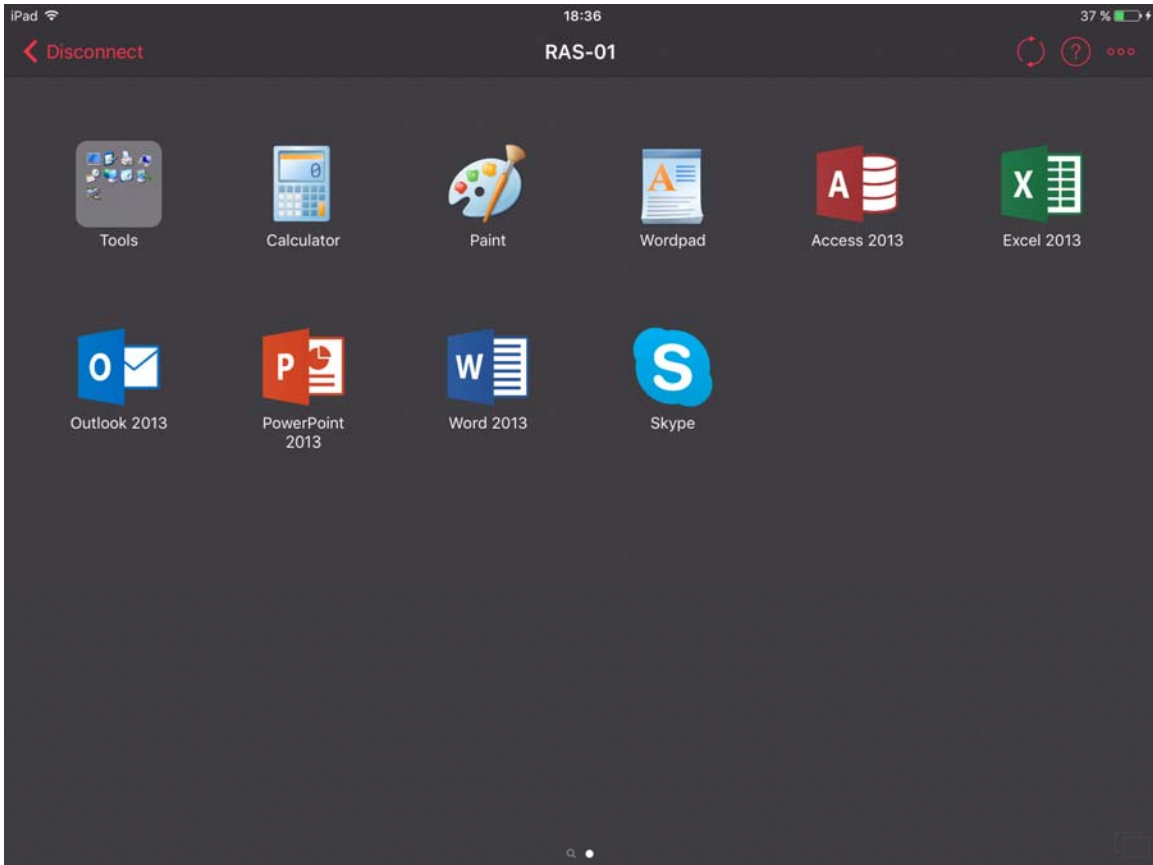 iPad 18:36 37 %
Disconnect RAS-01 ?
Tools Calculator Paint Wordpad Access 2013 Excel 2013
Outlook 2013 PowerPoint Word 2013 Skype
2013
0
A
A
X
O
P
W
S